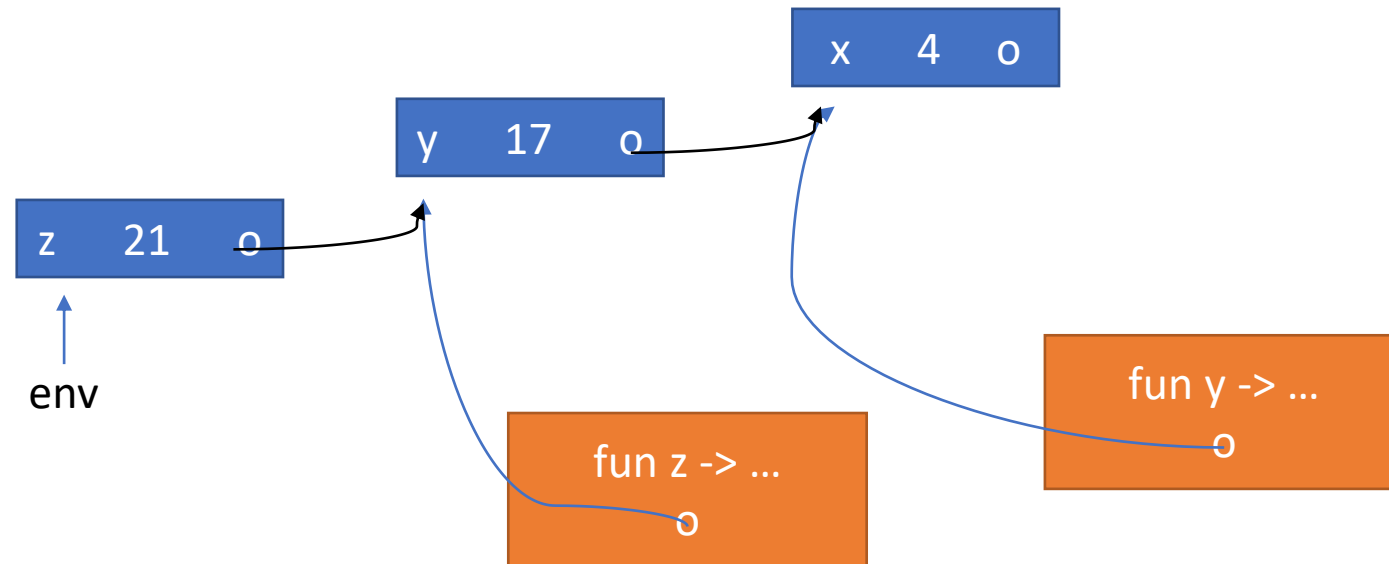 x 4 o
y 17 o
z 21 o
env
fun y -> ...
o
fun z -> ...
o